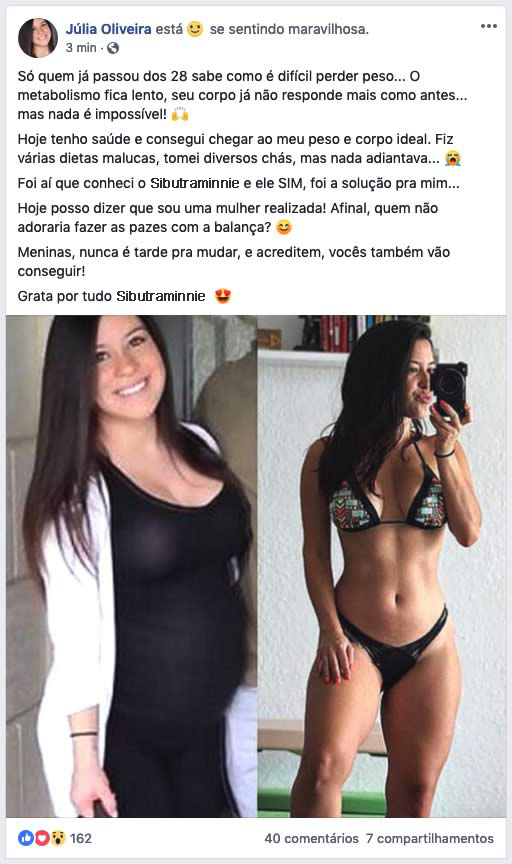 Júlia Oliveira está 🙂 se sentindo maravilhosa.
3 min ·
Só quem já passou dos 28 sabe como é difícil perder peso... O
metabolismo fica lento, seu corpo já não responde mais como antes...
mas nada é impossível! 🙌
Hoje tenho saúde e consegui chegar ao meu peso e corpo ideal. Fiz
várias dietas malucas, tomei diversos chás, mas nada adiantava... 😭
Foi aí que conheci o Sibutraminnie e ele SIM, foi a solução pra mim...
Hoje posso dizer que sou uma mulher realizada! Afinal, quem não
adoraria fazer as pazes com a balança? 😊
Meninas, nunca é tarde pra mudar, e acreditem, vocês também vão
conseguir!
Grata por tudo Sibutraminnie 😍
162 40 comentários 7 compartilhamentos